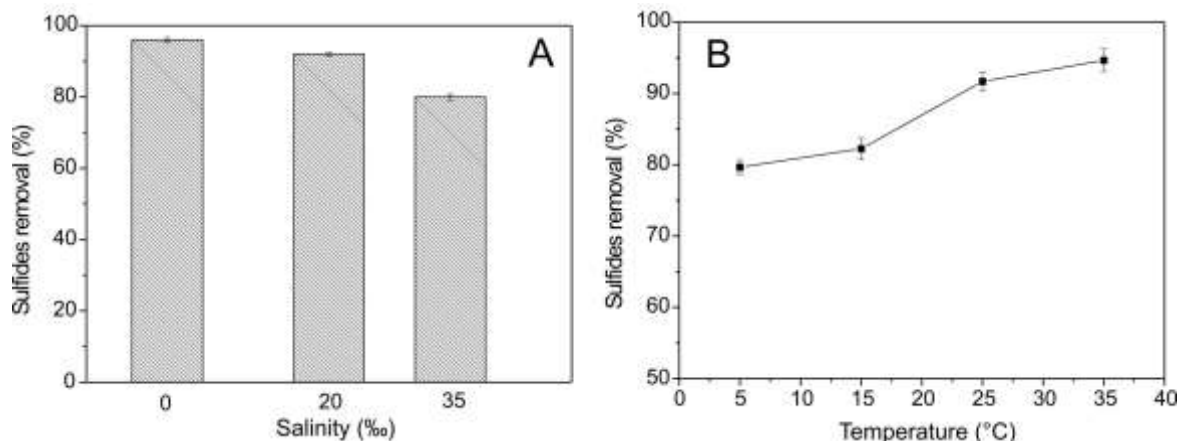 A
Sulfides removal (%)
100
80
60
40
20
0
0 20 35
Salinity (‰)
B
Sulfides removal (%)
100
90
80
70
60
50
0 5 10 15 20 25 30 35 40
Temperature (°C)